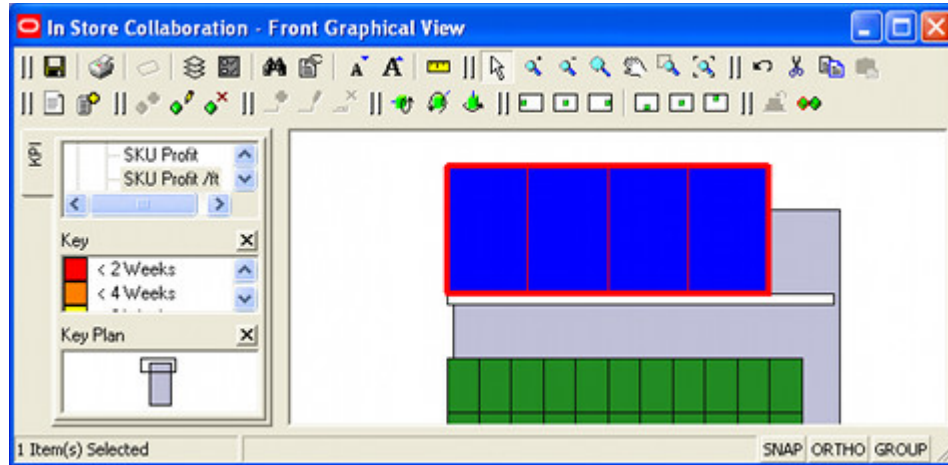 In Store Collaboration - Front Graphical View
A A
KPI
SKU Profit
SKU Profit /ft
Key
< 2 Weeks
< 4 Weeks
Key Plan
1 Item(s) Selected
SNAP ORTHO GROUP